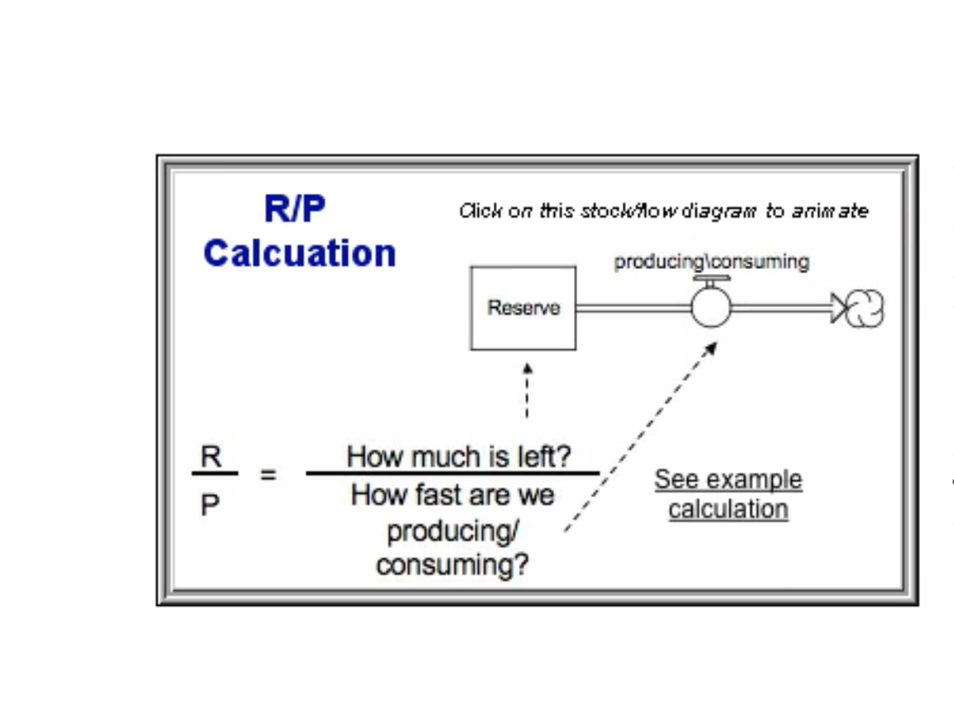 R/P
Calcuation
Click on this stock/flow diagram to animate
producing\consuming
Reserve
R
P
=
How much is left?
How fast are we
producing/
consuming?
See example
calculation